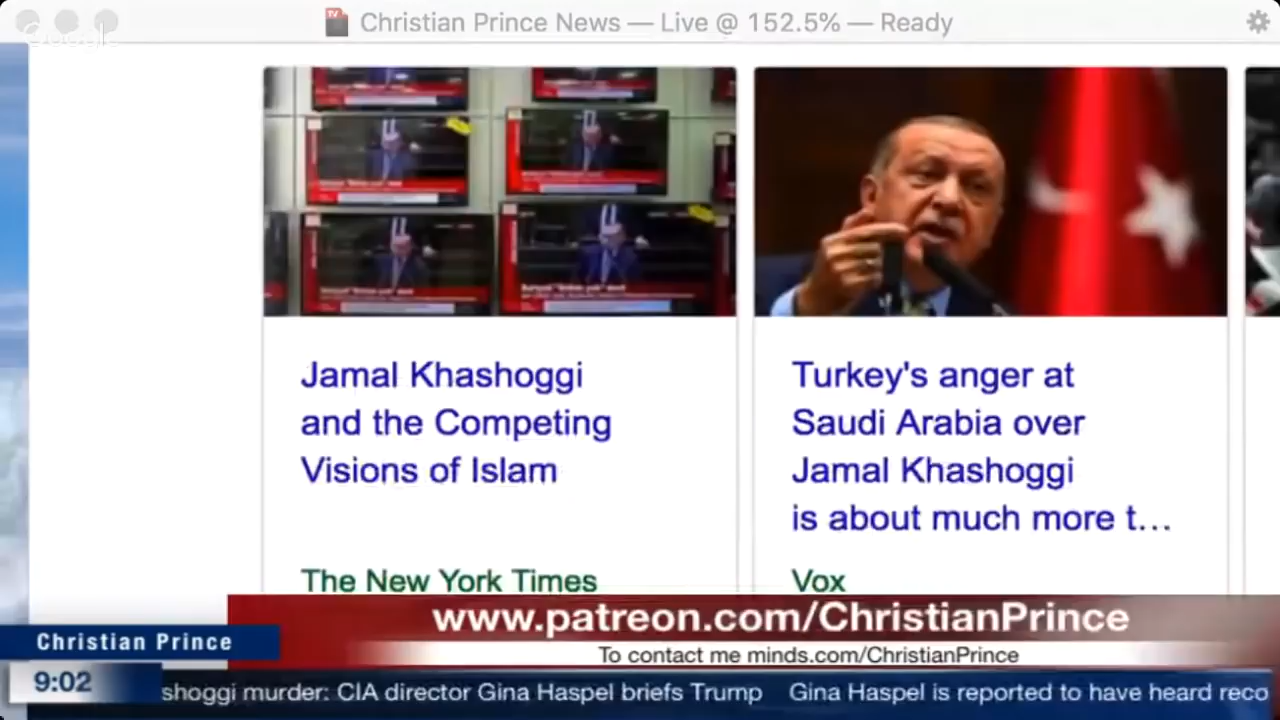 Christian Prince News — Live @ 152.5% — Ready
Google
Jamal Khashoggi
and the Competing
Visions of Islam
The New York Times
Turkey's anger at
Saudi Arabia over
Jamal Khashoggi
is about much more t...
Vox
www.patreon.com/ChristianPrince
To contact me minds.com/ChristianPrince
Christian Prince
9:02
shoggi murder: CIA director Gina Haspel briefs Trump Gina Haspel is reported to have heard reco